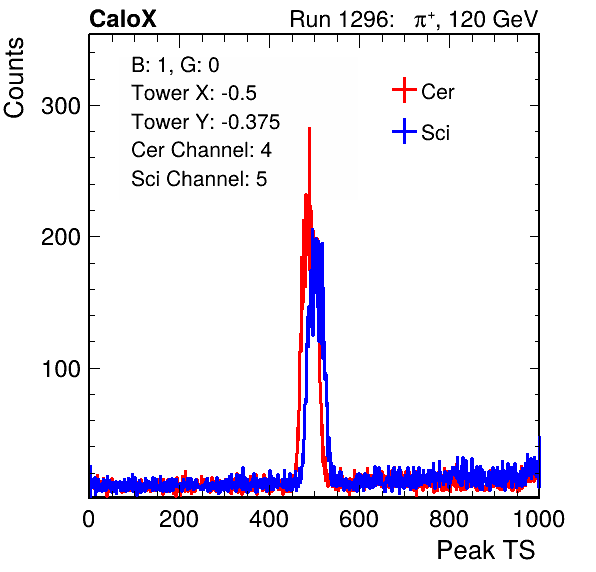 CaloX Run 1296: π⁺, 120 GeV
Counts
B: 1, G: 0
Tower X: -0.5
Tower Y: -0.375
Cer Channel: 4
Sci Channel: 5
Cer
Sci
300
200
100
0 200 400 600 800 1000
Peak TS